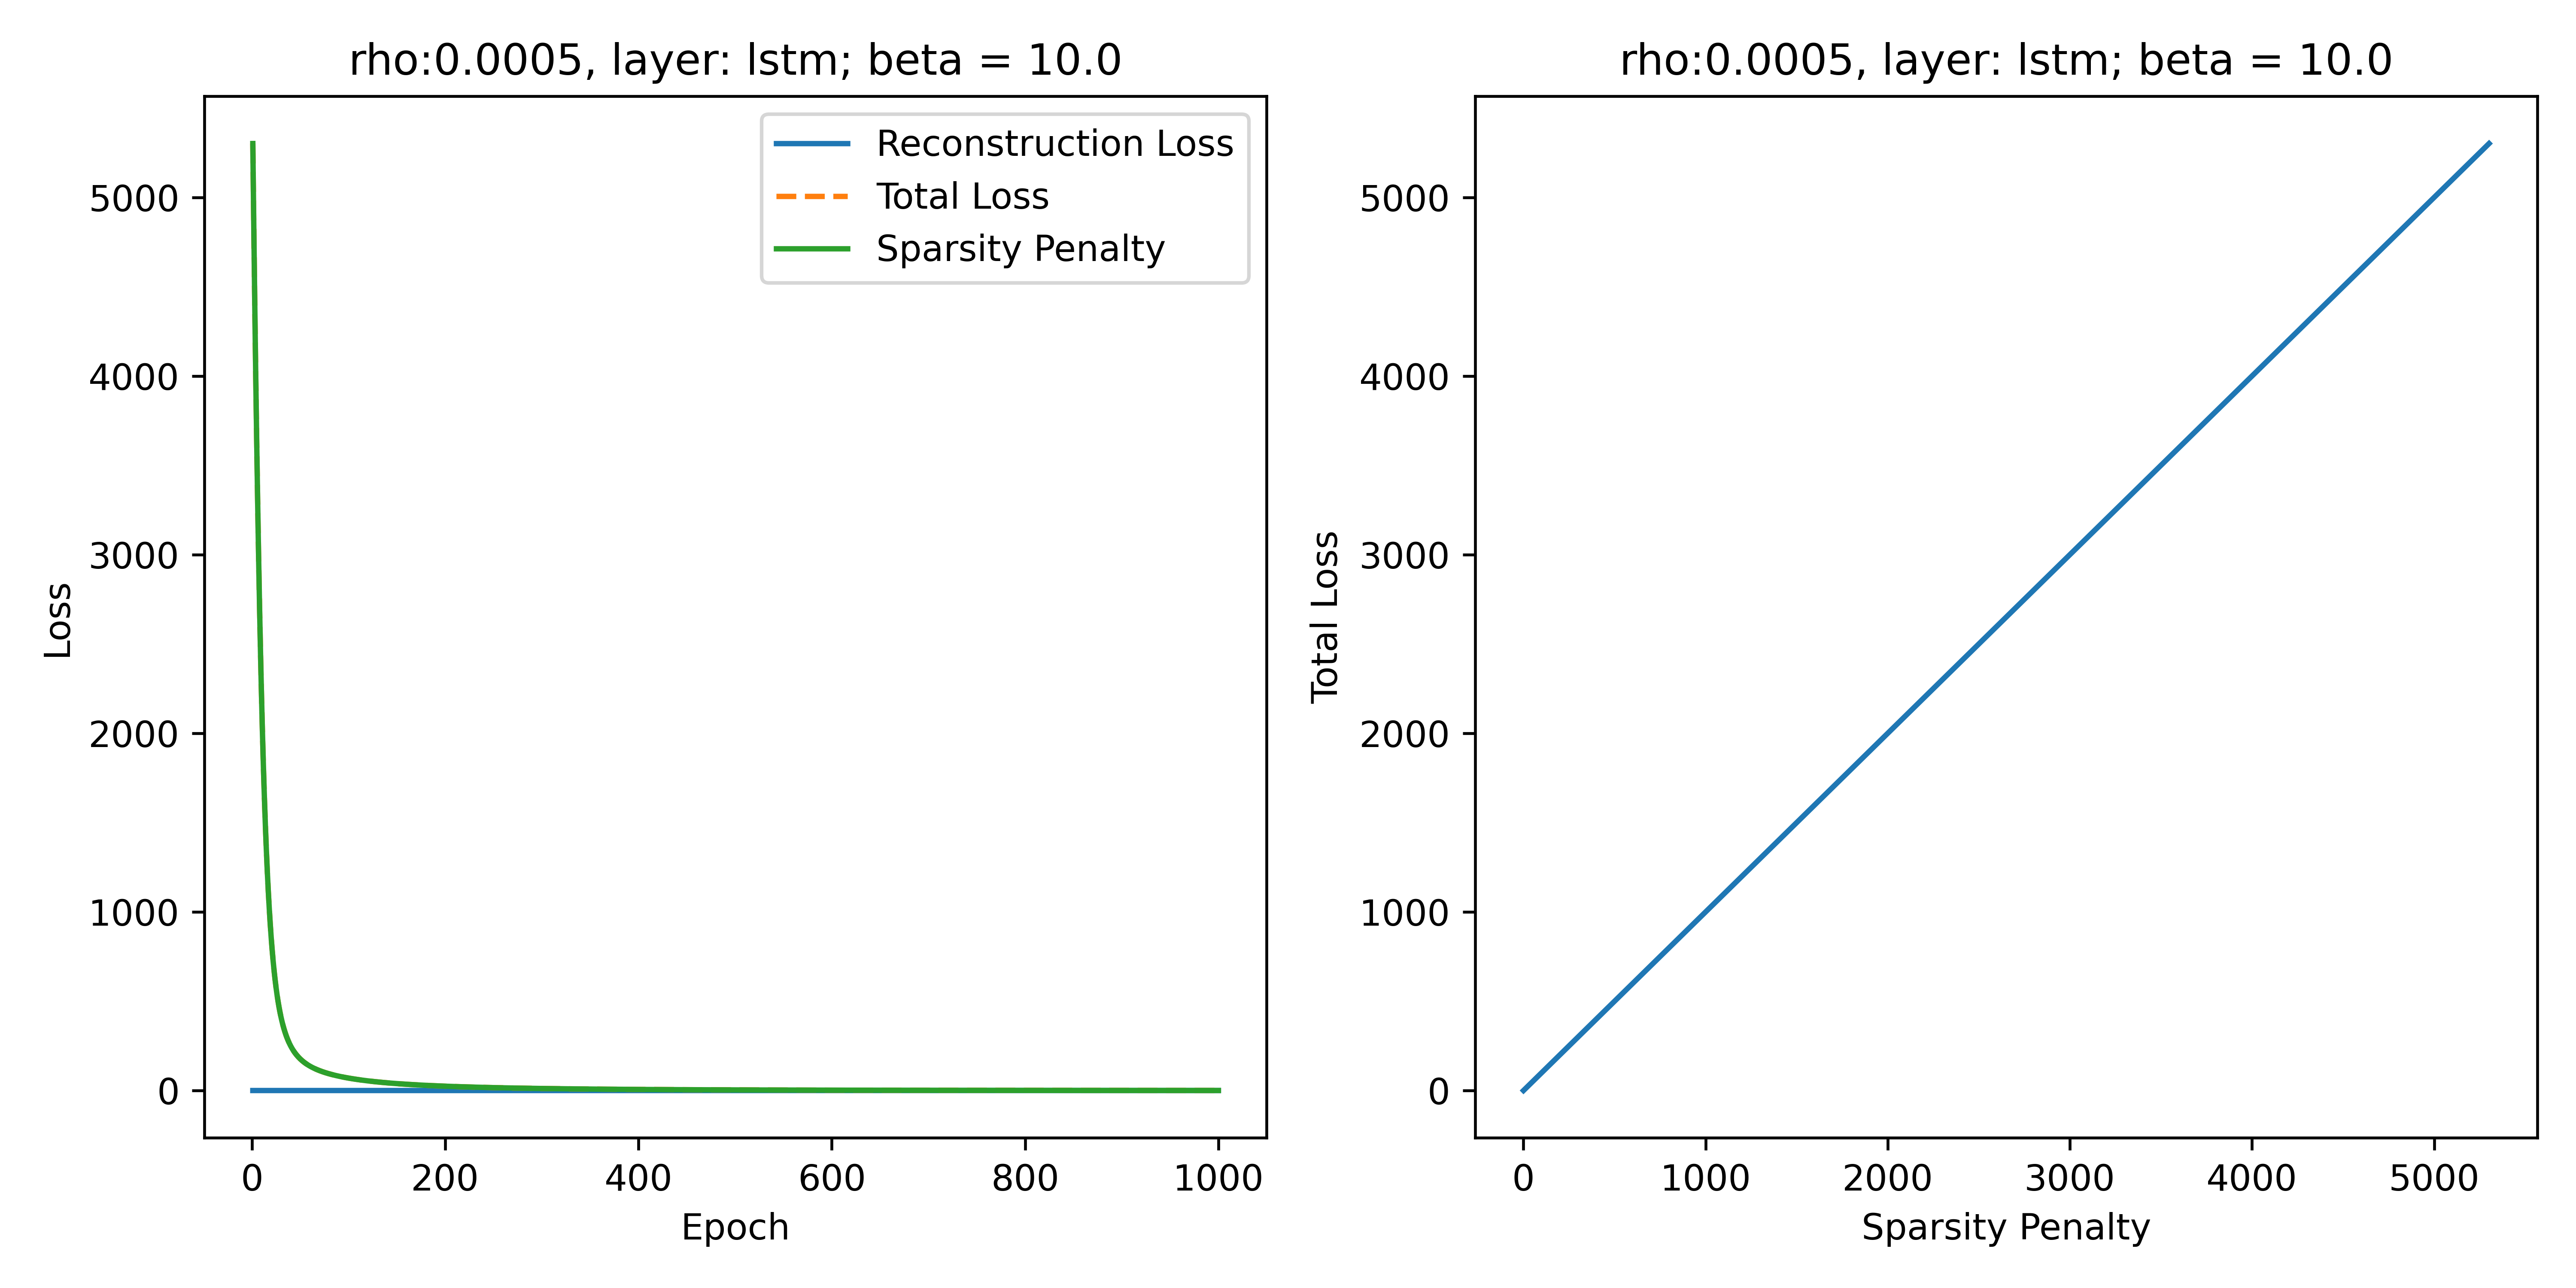 rho:0.0005, layer: lstm; beta = 10.0
Reconstruction Loss
Total Loss
Sparsity Penalty
5000
4000
3000
2000
1000
0
Loss
0 200 400 600 800 1000
Epoch
rho:0.0005, layer: lstm; beta = 10.0
5000
4000
3000
2000
1000
0
Total Loss
0 1000 2000 3000 4000 5000
Sparsity Penalty